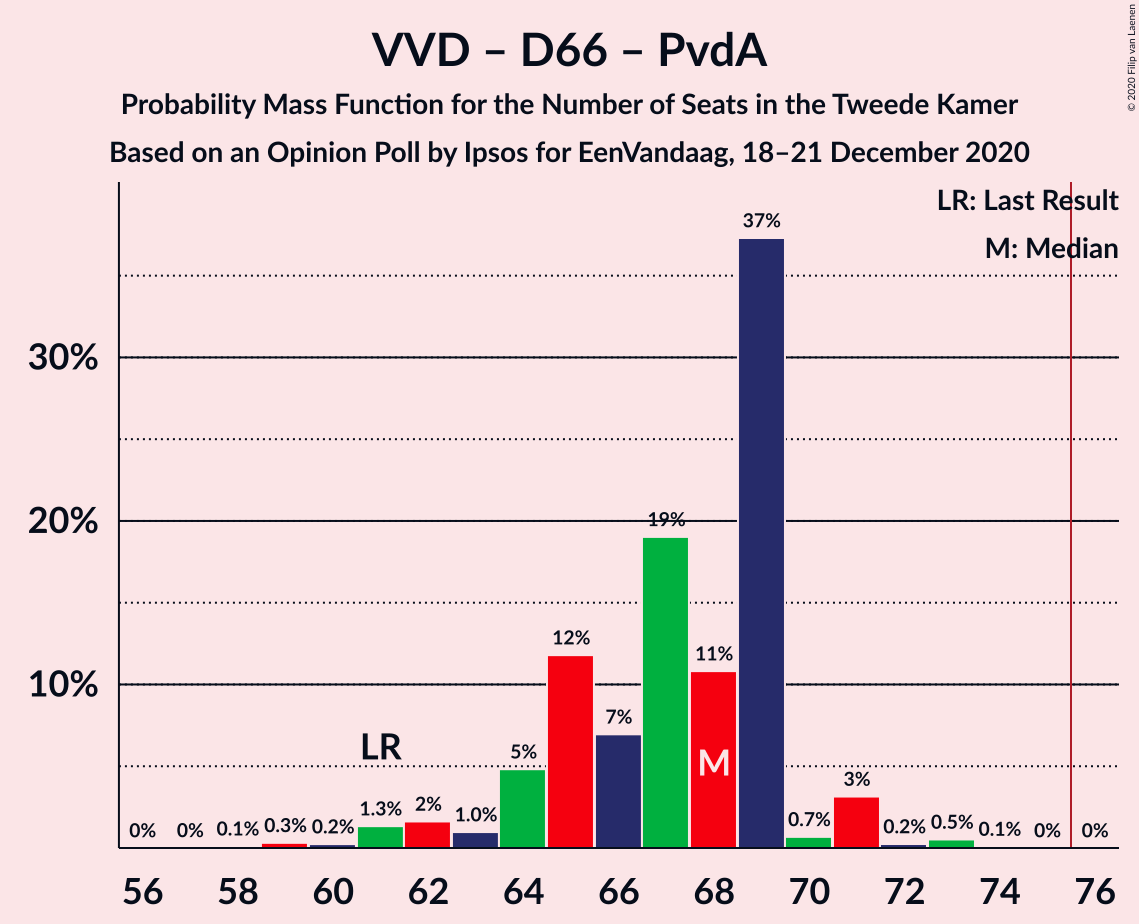 VVD – D66 – PvdA
Probability Mass Function for the Number of Seats in the Tweede Kamer
Based on an Opinion Poll by Ipsos for EenVandaag, 18–21 December 2020
© 2020 Filip van Laenen
LR: Last Result
M: Median
30%
20%
10%
0%
0%
0.1%
0.3%
0.2%
1.3%
2%
1.0%
5%
12%
7%
19%
11%
37%
0.7%
3%
0.2%
0.5%
0.1%
0%
0%
LR
M
56 58 60 62 64 66 68 70 72 74 76